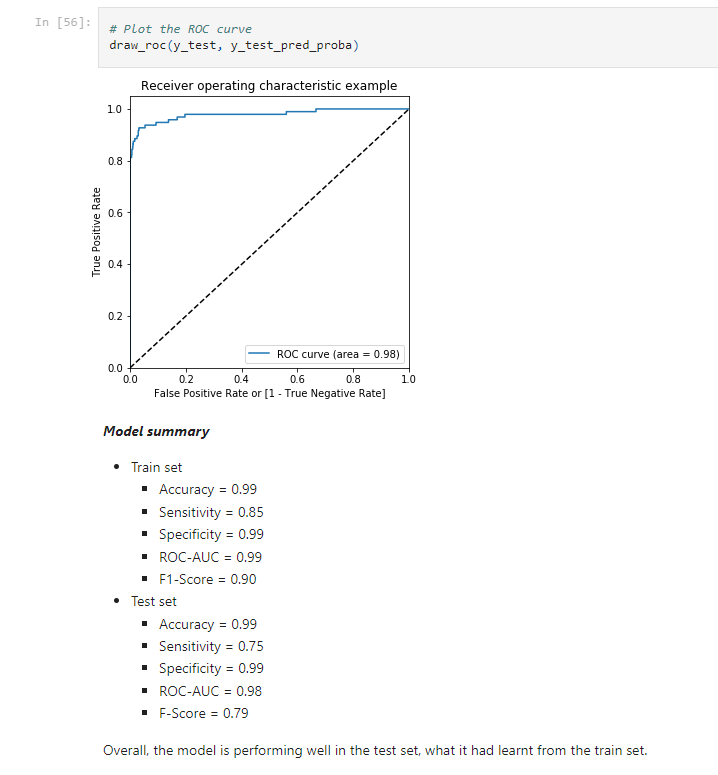 In [56]:
# Plot the ROC curve
draw_roc(y_test, y_test_pred_proba)
Receiver operating characteristic example
1.0
0.8
0.6
0.4
0.2
0.0
True Positive Rate
ROC curve (area = 0.98)
0.0 0.2 0.4 0.6 0.8 1.0
False Positive Rate or [1 - True Negative Rate]
Model summary
• Train set
▪ Accuracy = 0.99
▪ Sensitivity = 0.85
▪ Specificity = 0.99
▪ ROC-AUC = 0.99
▪ F1-Score = 0.90
• Test set
▪ Accuracy = 0.99
▪ Sensitivity = 0.75
▪ Specificity = 0.99
▪ ROC-AUC = 0.98
▪ F-Score = 0.79
Overall, the model is performing well in the test set, what it had learnt from the train set.